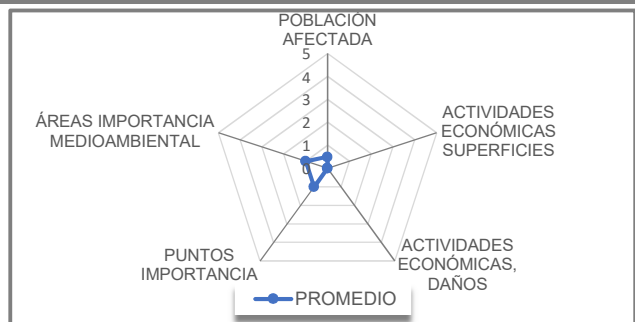 POBLACIÓN
AFECTADA
5
4
3
2
1
0
ACTIVIDADES
ECONÓMICAS
SUPERFICIES
ACTIVIDADES
ECONÓMICAS,
DAÑOS
PUNTOS
IMPORTANCIA
ÁREAS IMPORTANCIA
MEDIOAMBIENTAL
PROMEDIO